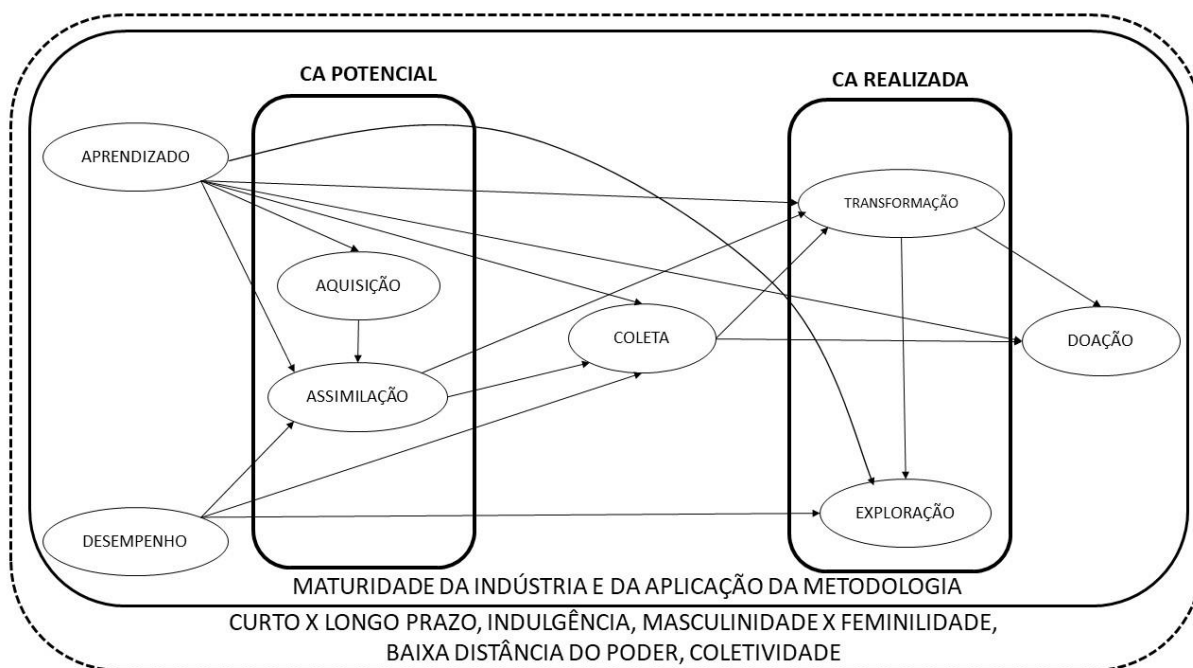 CA POTENCIAL
CA REALIZADA
APRENDIZADO
TRANSFORMAÇÃO
AQUISIÇÃO
COLETA
DOAÇÃO
ASSIMILAÇÃO
EXPLORAÇÃO
DESEMPENHO
MATURIDADE DA INDÚSTRIA E DA APLICAÇÃO DA METODOLOGIA
CURTO X LONGO PRAZO, INDULGÊNCIA, MASCULINIDADE X FEMINILIDADE,
BAIXA DISTÂNCIA DO PODER, COLETIVIDADE